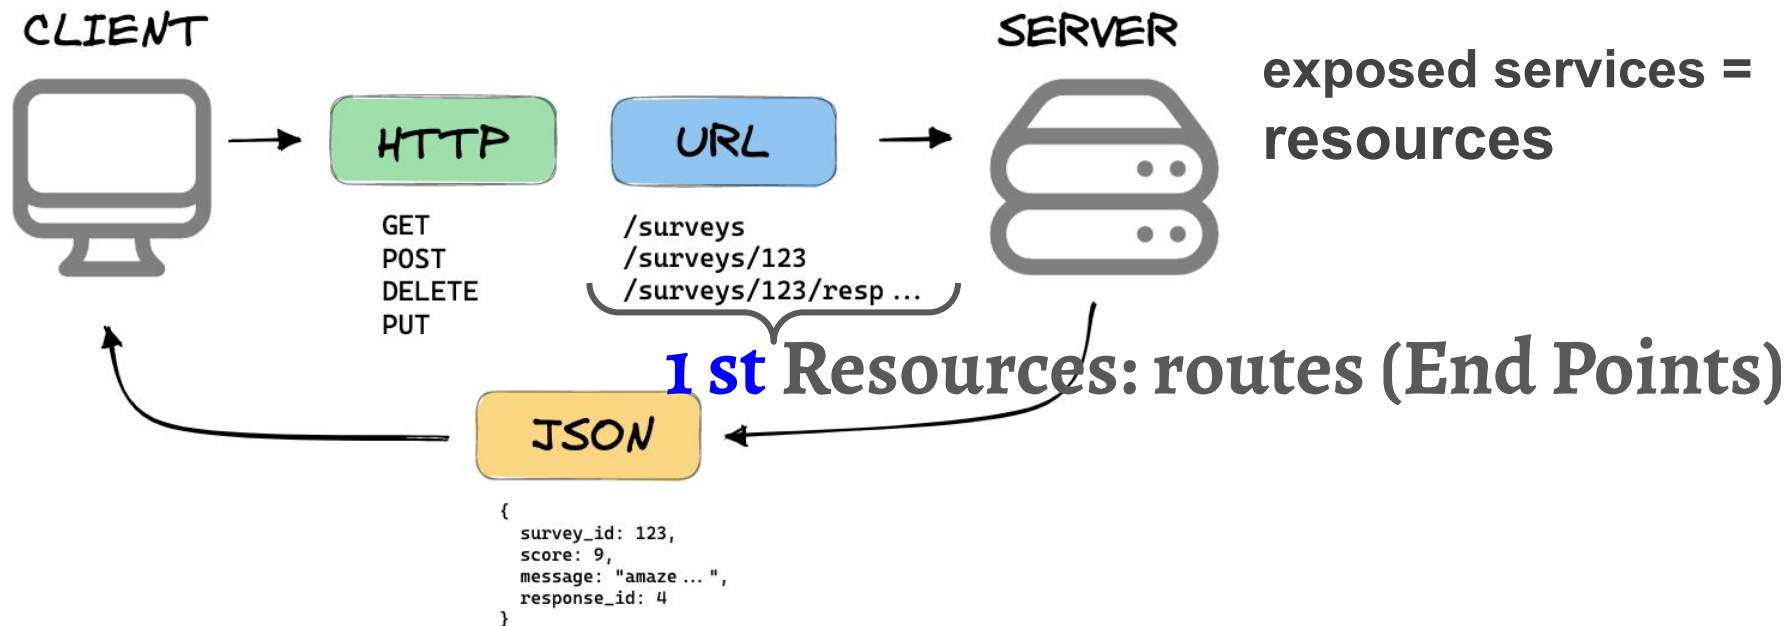 CLIENT
SERVER
exposed services =
resources
HTTP
URL
GET
POST
DELETE
PUT
/surveys
/surveys/123
/surveys/123/resp...
1 st Resources: routes (End Points)
JSON
{
survey_id: 123,
score: 9,
message: "amaze...",
response_id: 4
}